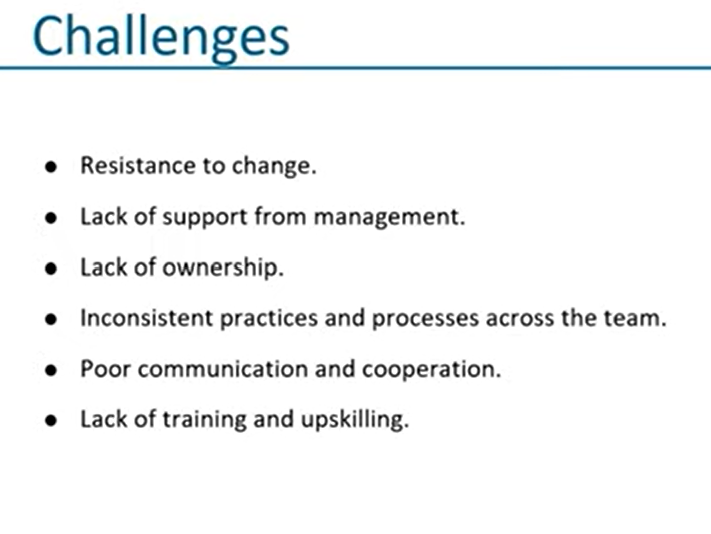 Challenges
● Resistance to change.
● Lack of support from management.
● Lack of ownership.
● Inconsistent practices and processes across the team.
● Poor communication and cooperation.
● Lack of training and upskilling.